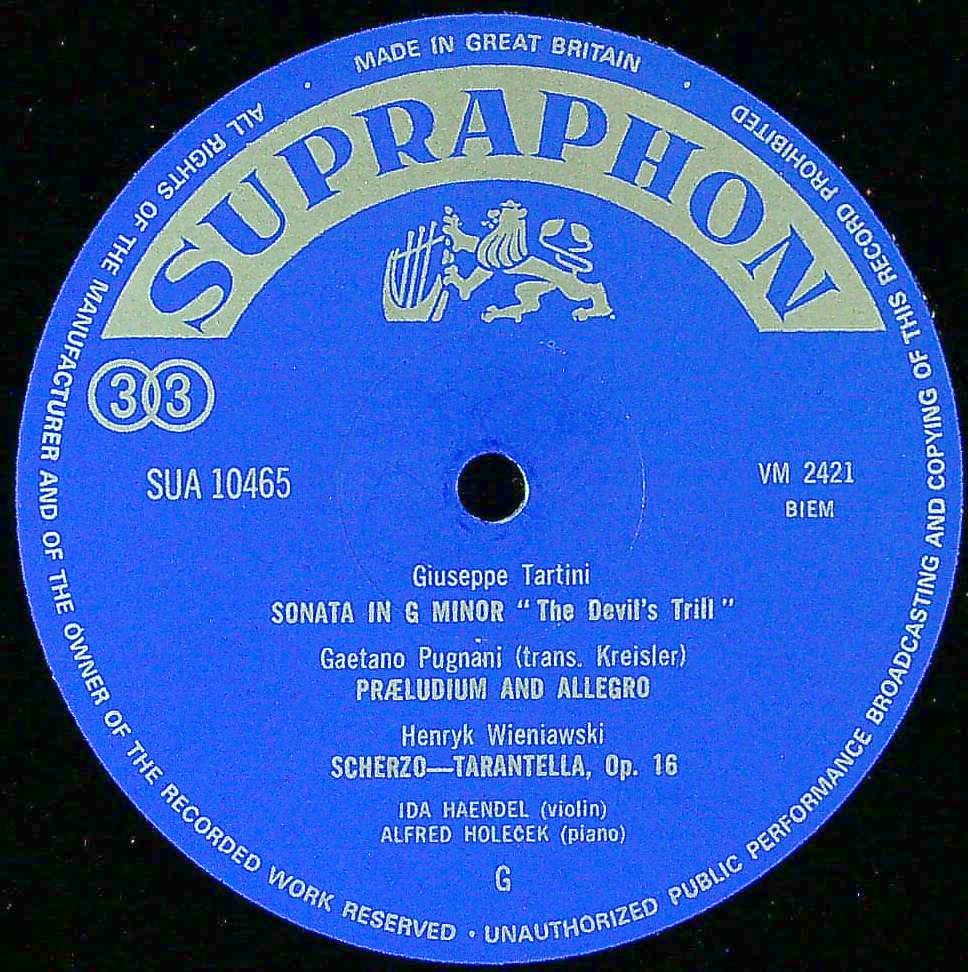 MADE IN GREAT BRITAIN
SUPRAPHON
33
SUA 10465
VM 2421
BIEM
Giuseppe Tartini
SONATA IN G MINOR "The Devil's Trill"
Gaetano Pugnani (trans. Kreisler)
PRÆLUDIUM AND ALLEGRO
Henryk Wieniawski
SCHERZO—TARANTELLA, Op. 16
IDA HAENDEL (violin)
ALFRED HOLEČEK (piano)
G
ALL RIGHTS OF THE MANUFACTURER AND OF THE OWNER OF THE RECORDED WORK RESERVED · UNAUTHORIZED PUBLIC PERFORMANCE BROADCASTING AND COPYING OF THIS RECORD PROHIBITED